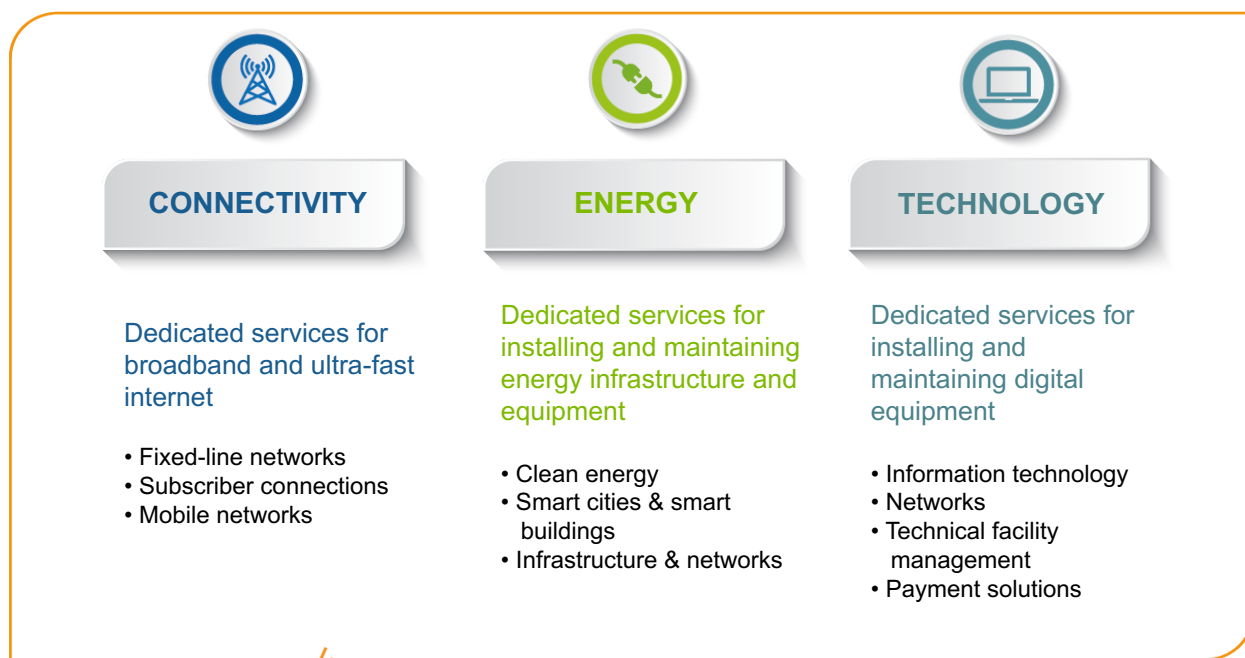 CONNECTIVITY
Dedicated services for
broadband and ultra-fast
internet
• Fixed-line networks
• Subscriber connections
• Mobile networks
ENERGY
Dedicated services for
installing and maintaining
energy infrastructure and
equipment
• Clean energy
• Smart cities & smart
buildings
• Infrastructure & networks
TECHNOLOGY
Dedicated services for
installing and
maintaining digital
equipment
• Information technology
• Networks
• Technical facility
management
• Payment solutions